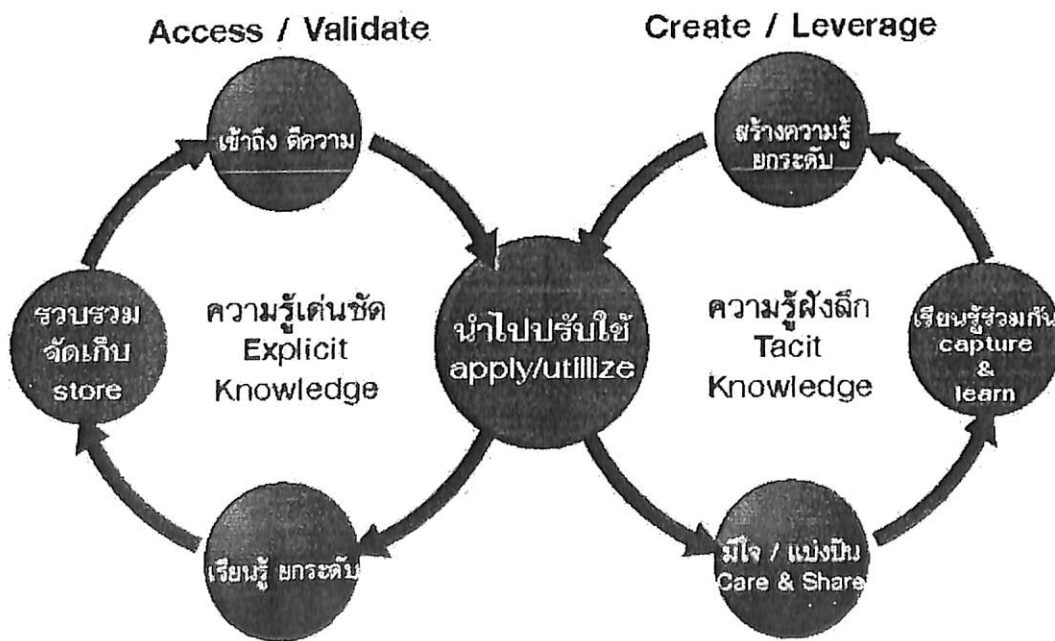 Access / Validate
Create / Leverage
เข้าถึง ตีความ
สร้างความรู้
ยกระดับ
รวบรวม
จัดเก็บ
store
ความรู้เด่นชัด
Explicit
Knowledge
นำไปปรับใช้
apply/utillize
ความรู้ฝังลึก
Tacit
Knowledge
เรียนรู้ร่วมกัน
capture
&
learn
เรียนรู้ ยกระดับ
มีใจ / แบ่งปัน
Care & Share